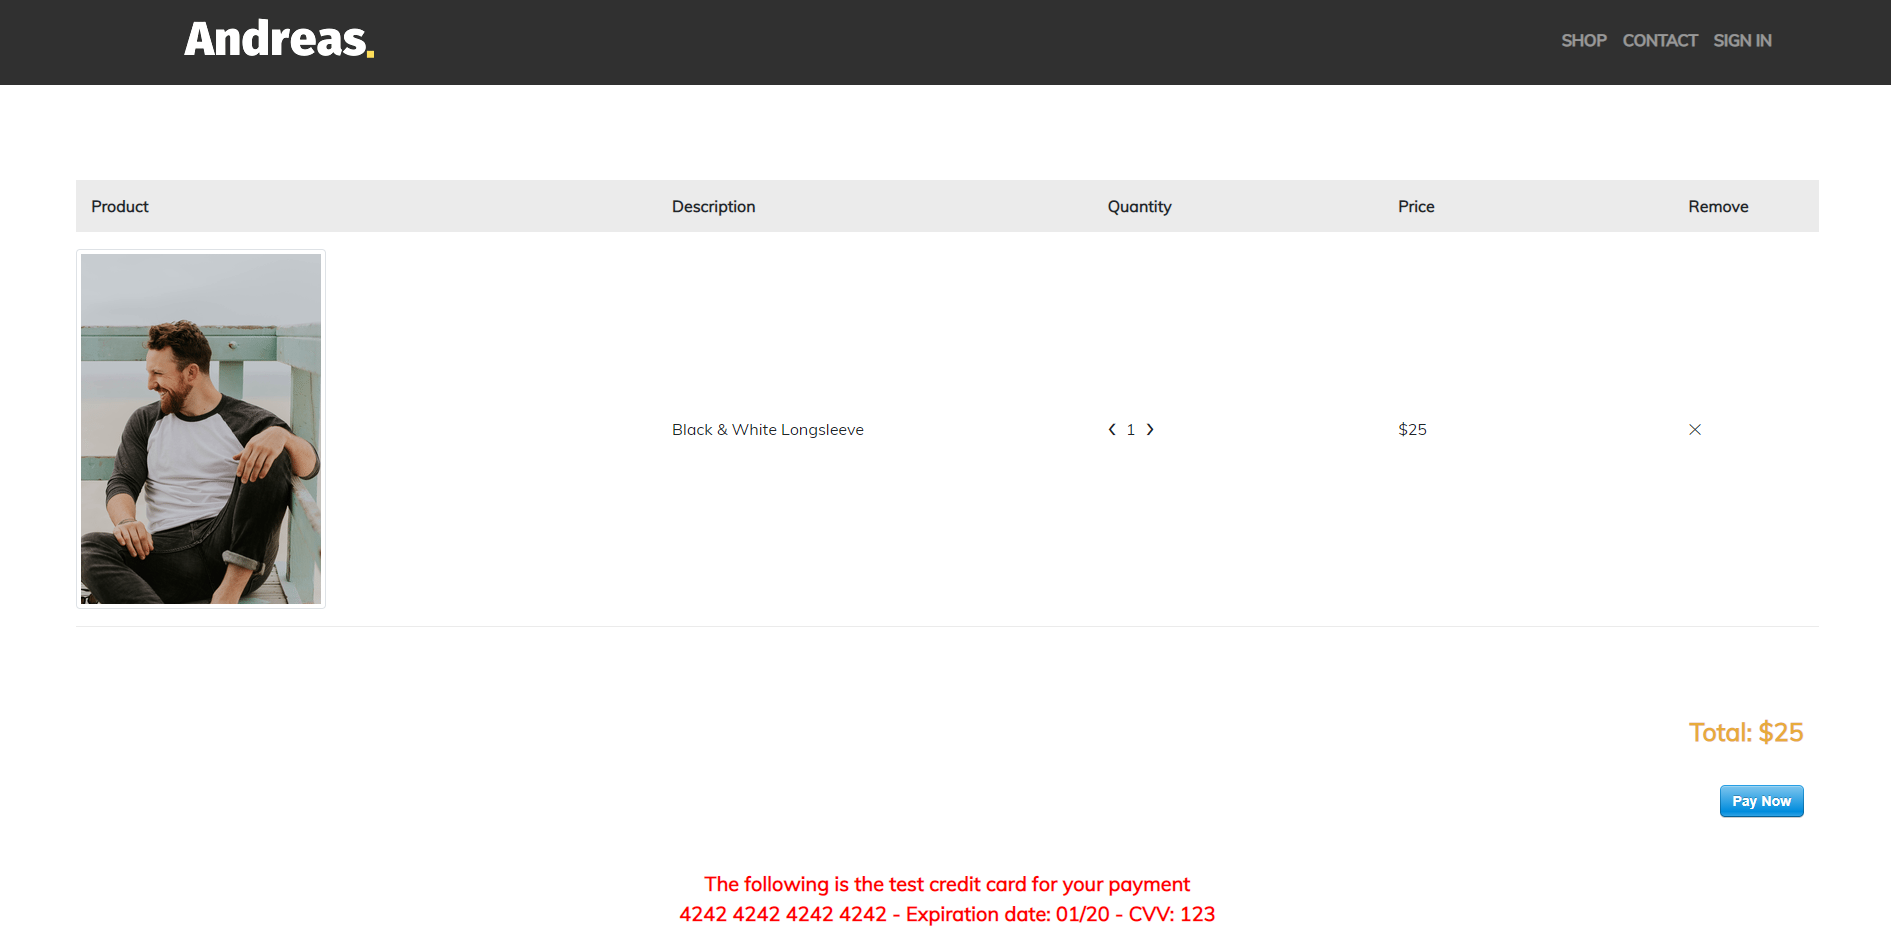 Andreas.
SHOP CONTACT SIGN IN
Product Description Quantity Price Remove
Black & White Longsleeve ❮ 1 ❯ $25 ✕
Total: $25
Pay Now
The following is the test credit card for your payment
4242 4242 4242 4242 - Expiration date: 01/20 - CVV: 123